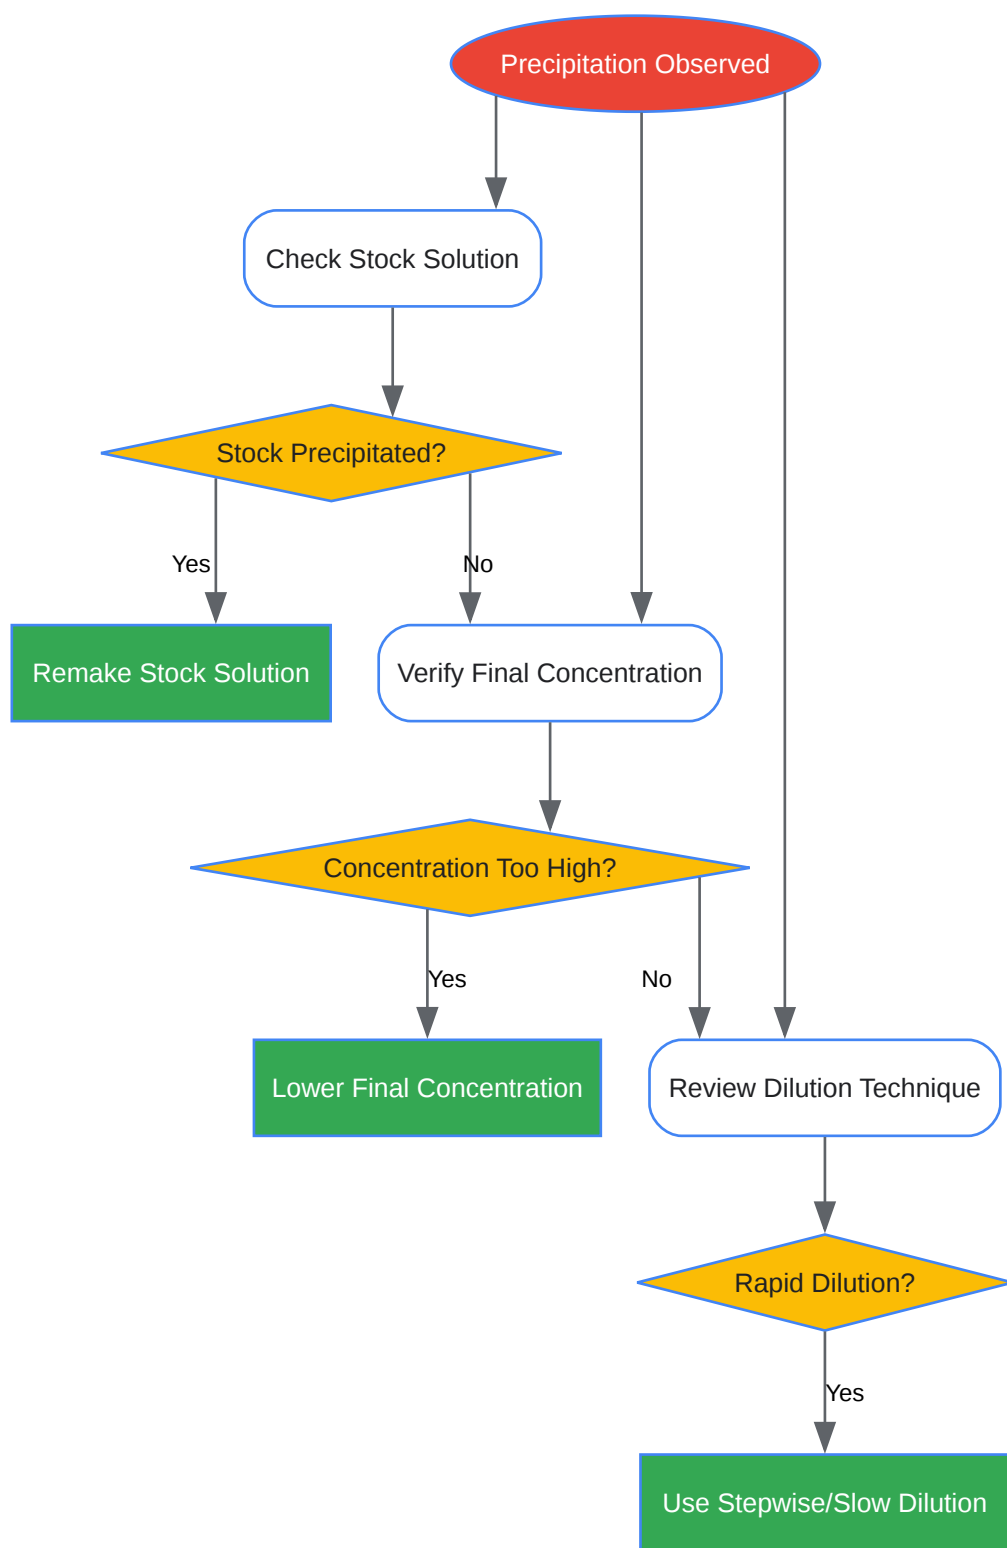 Precipitation Observed
Check Stock Solution
Stock Precipitated?
Yes
No
Remake Stock Solution
Verify Final Concentration
Concentration Too High?
Yes
No
Lower Final Concentration
Review Dilution Technique
Rapid Dilution?
Yes
Use Stepwise/Slow Dilution